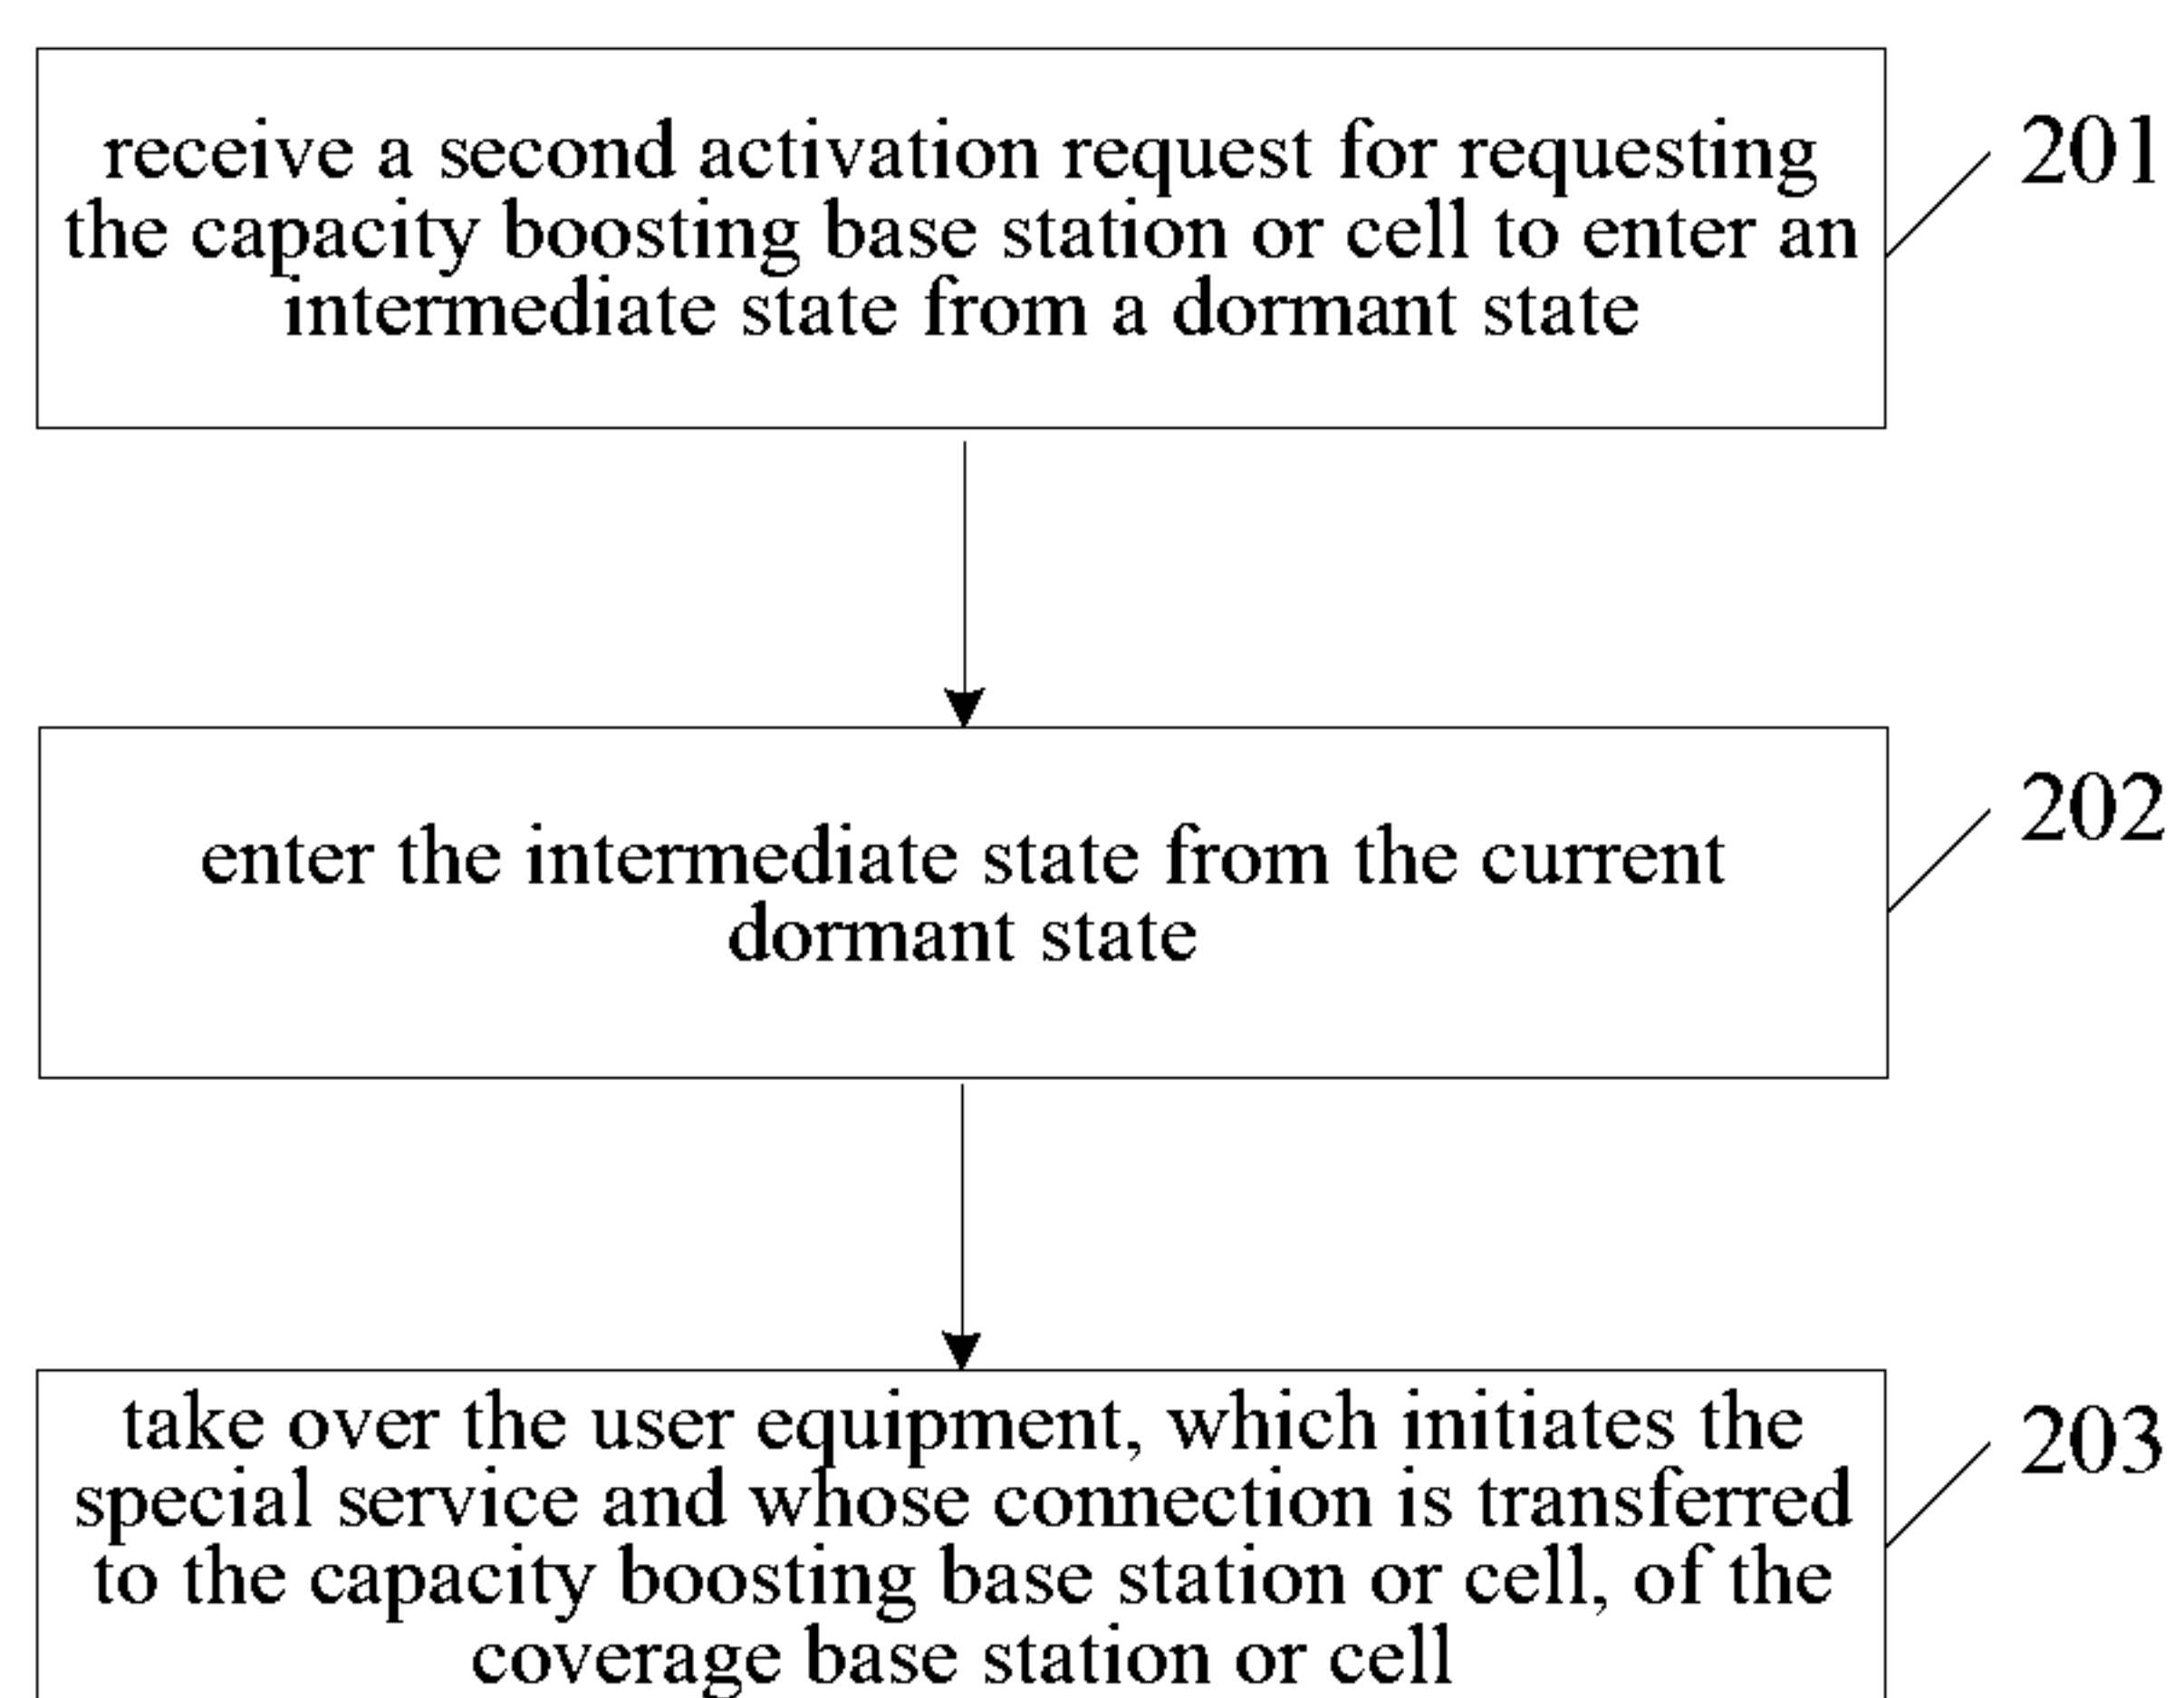 receive a second activation request for requesting
the capacity boosting base station or cell to enter an
intermediate state from a dormant state
201
enter the intermediate state from the current
dormant state
202
take over the user equipment, which initiates the
special service and whose connection is transferred
to the capacity boosting base station or cell, of the
coverage base station or cell
203